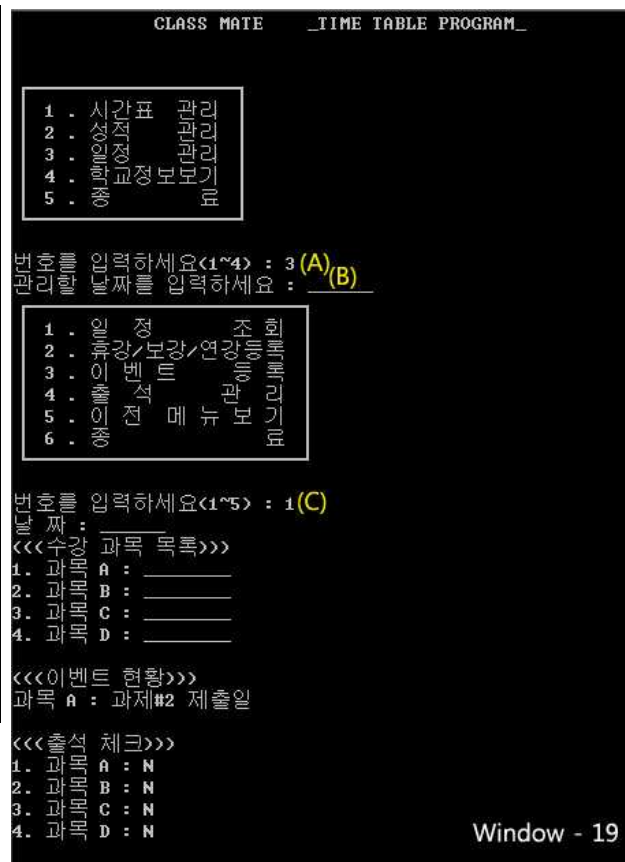 CLASS MATE _TIME TABLE PROGRAM_
1 . 시간표 관리
2 . 성적 관리
3 . 일정 관리
4 . 학교정보보기
5 . 종 료
번호를 입력하세요(1~4) : 3 (A)
관리할 날짜를 입력하세요 : ______ (B)
1 . 일 정 조 회
2 . 휴강/보강/연강등록
3 . 이 벤 트 등 록
4 . 출 석 관 리
5 . 이 전 메 뉴 보 기
6 . 종 료
번호를 입력하세요(1~5) : 1 (C)
날 짜 : ______
<<<수강 과목 목록>>>
1. 과목 A : ________
2. 과목 B : ________
3. 과목 C : ________
4. 과목 D : ________
<<<이벤트 현황>>>
과목 A : 과제#2 제출일
<<<출석 체크>>>
1. 과목 A : N
2. 과목 B : N
3. 과목 C : N
4. 과목 D : N
Window - 19